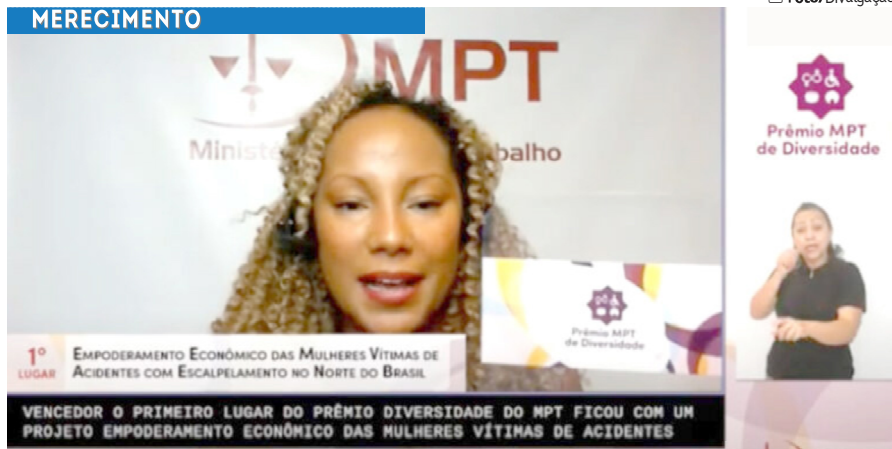 Foto/Divulgação
MERECIMENTO
MPT
Ministé balho
Prêmio MPT
de Diversidade
Prêmio MPT
de Diversidade
1º
LUGAR
EMPODERAMENTO ECONÔMICO DAS MULHERES VÍTIMAS DE
ACIDENTES COM ESCALPELAMENTO NO NORTE DO BRASIL
VENCEDOR O PRIMEIRO LUGAR DO PRÊMIO DIVERSIDADE DO MPT FICOU COM UM
PROJETO EMPODERAMENTO ECONÔMICO DAS MULHERES VÍTIMAS DE ACIDENTES